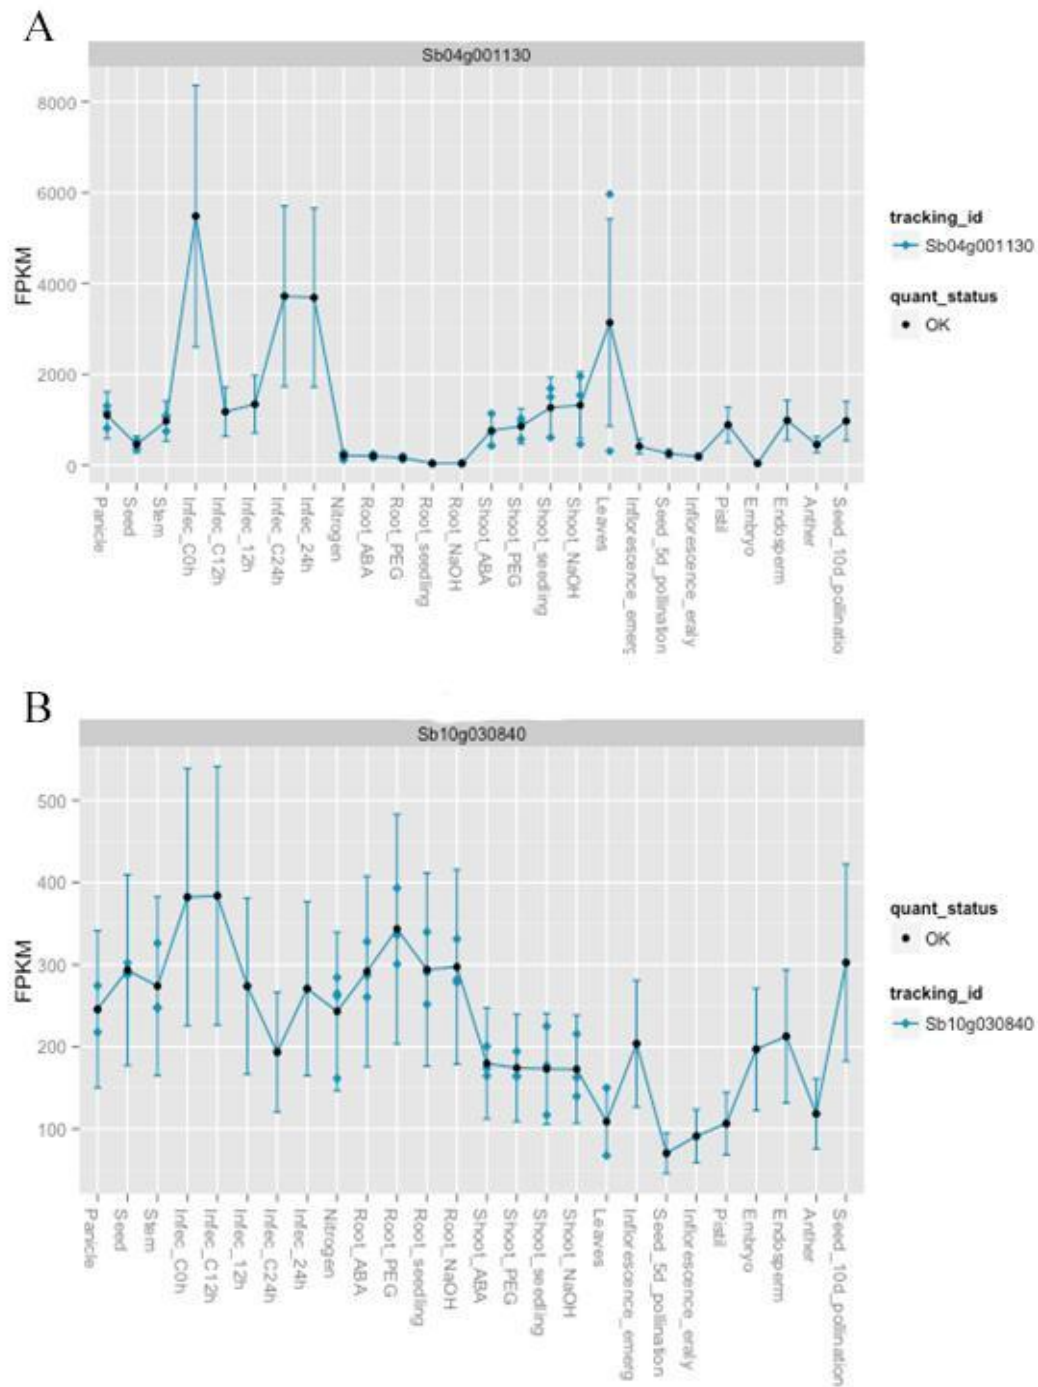 A
Sb04g001130
8000
6000
4000
2000
0
FPKM
tracking_id
Sb04g001130
quant_status
OK
Panicle
Seed
Stem
Infec_C0h
Infec_C12h
Infec_12h
Infec_C24h
Infec_24h
Nitrogen
Root_ABA
Root_PEG
Root_seedling
Root_NaOH
Shoot_ABA
Shoot_PEG
Shoot_seedling
Shoot_NaOH
Leaves
Inflorescence_emerg
Seed_5d_pollination
Inflorescence_eraly
Pistil
Embryo
Endosperm
Anther
Seed_10d_pollinatio
B
Sb10g030840
500
400
300
200
100
FPKM
quant_status
OK
tracking_id
Sb10g030840
Panicle
Seed
Stem
Infec_C0h
Infec_C12h
Infec_12h
Infec_C24h
Infec_24h
Nitrogen
Root_ABA
Root_PEG
Root_seedling
Root_NaOH
Shoot_ABA
Shoot_PEG
Shoot_seedling
Shoot_NaOH
Leaves
Inflorescence_emerg
Seed_5d_pollination
Inflorescence_eraly
Pistil
Embryo
Endosperm
Anther
Seed_10d_pollination